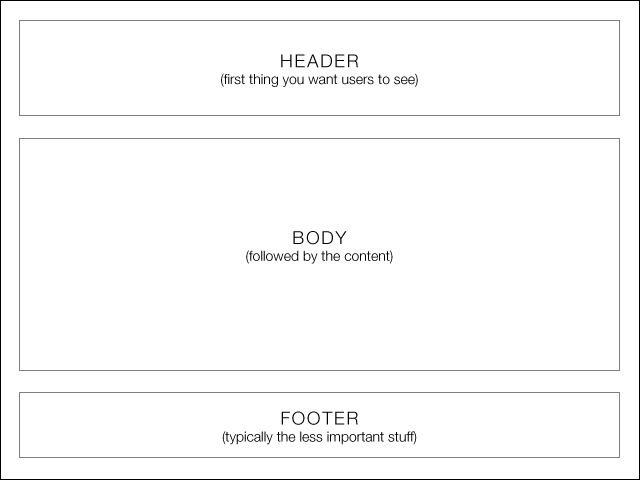 HEADER
(first thing you want users to see)
BODY
(followed by the content)
FOOTER
(typically the less important stuff)